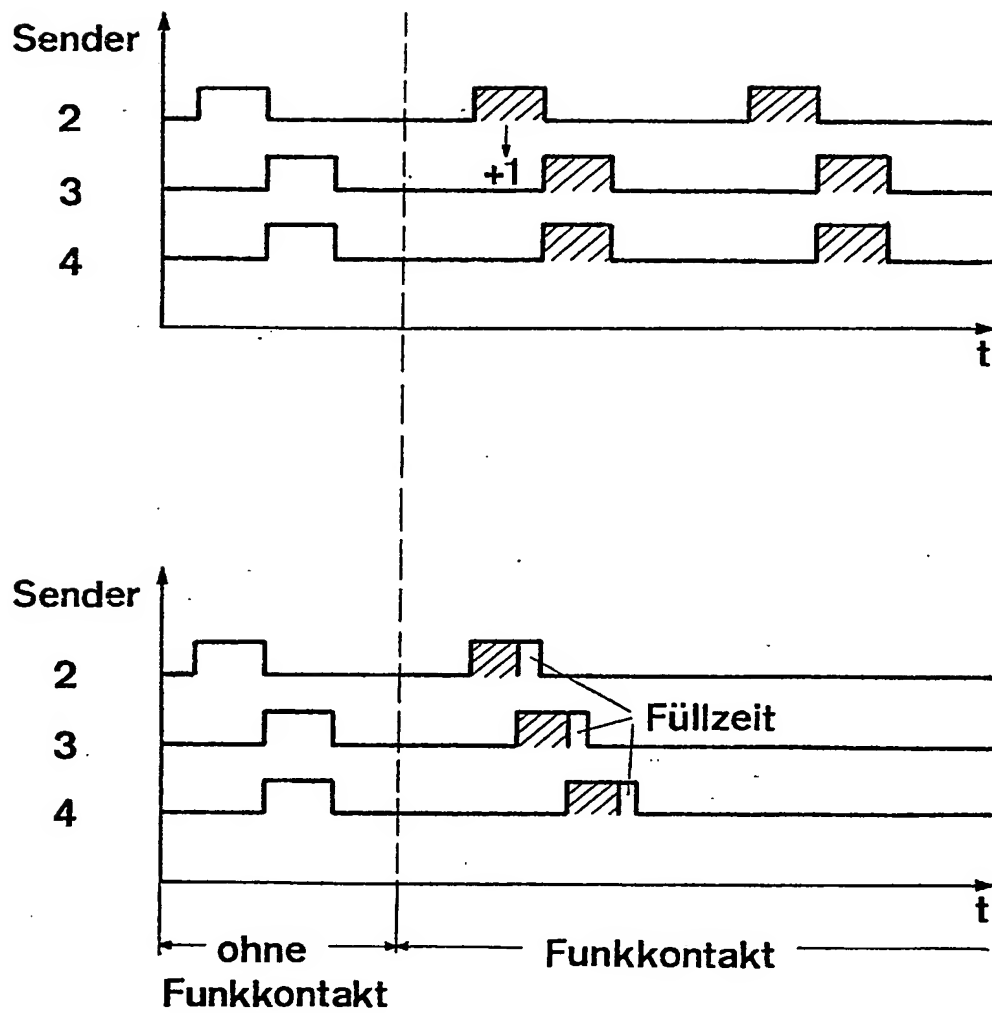 Sender
2
+1
3
4
t
Sender
2
Füllzeit
3
4
t
ohne
Funkkontakt
Funkkontakt